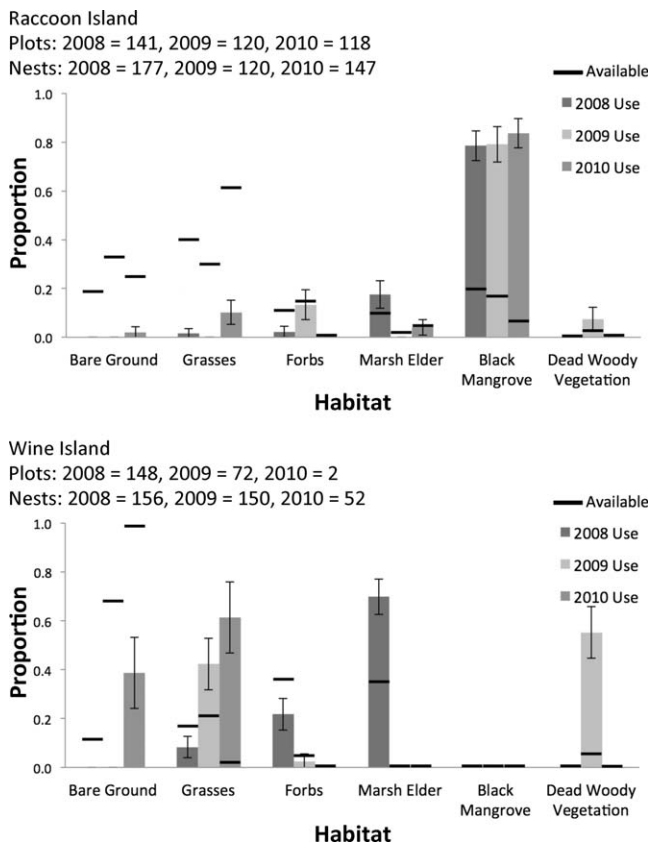 Raccoon Island
Plots: 2008 = 141, 2009 = 120, 2010 = 118
Nests: 2008 = 177, 2009 = 120, 2010 = 147
Available
2008 Use
2009 Use
2010 Use
Proportion
1.0
0.8
0.6
0.4
0.2
0.0
Bare Ground
Grasses
Forbs
Marsh Elder
Black
Mangrove
Dead Woody
Vegetation
Habitat
Wine Island
Plots: 2008 = 148, 2009 = 72, 2010 = 2
Nests: 2008 = 156, 2009 = 150, 2010 = 52
Available
2008 Use
2009 Use
2010 Use
Proportion
1.0
0.8
0.6
0.4
0.2
0.0
Bare Ground
Grasses
Forbs
Marsh Elder
Black
Mangrove
Dead Woody
Vegetation
Habitat